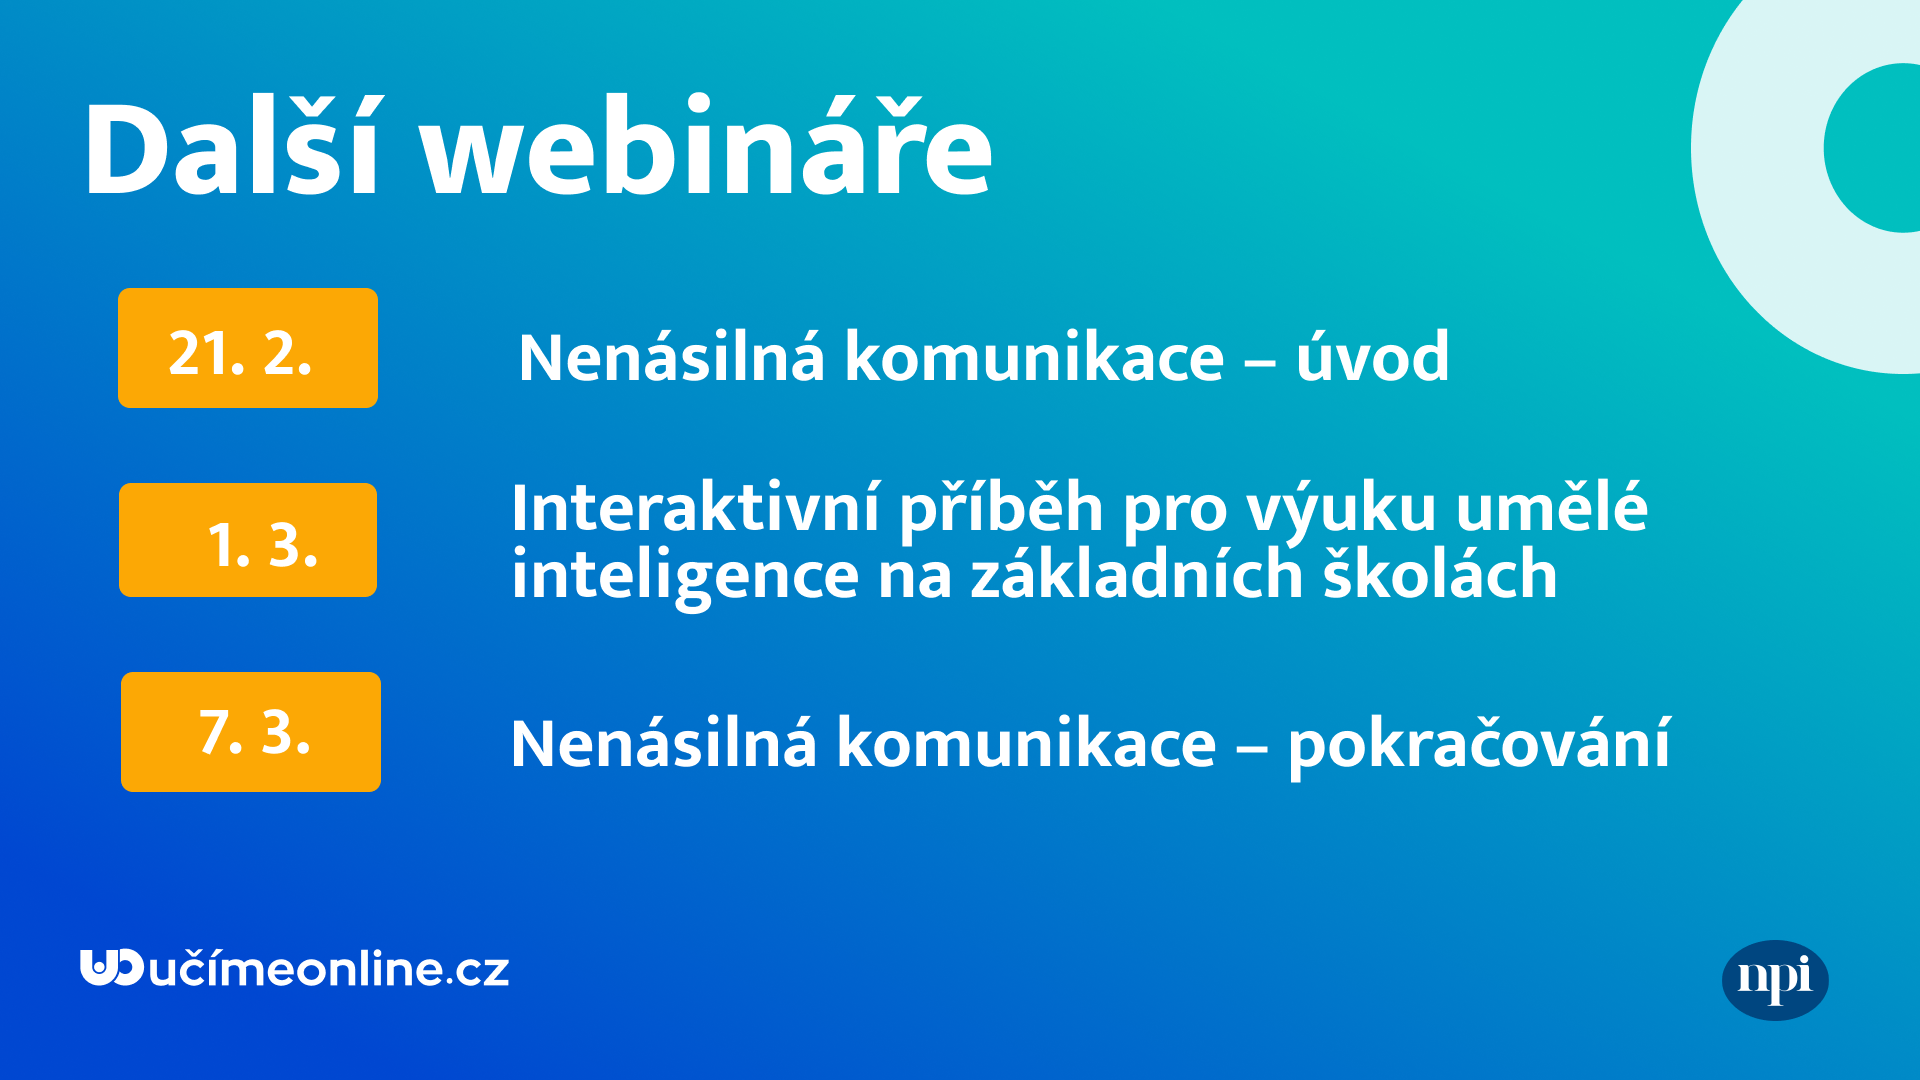 Další webináře
21. 2.
Nenásilná komunikace – úvod
1. 3.
Interaktivní příběh pro výuku umělé
inteligence na základních školách
7. 3.
Nenásilná komunikace – pokračování
učímeonline.cz
npi